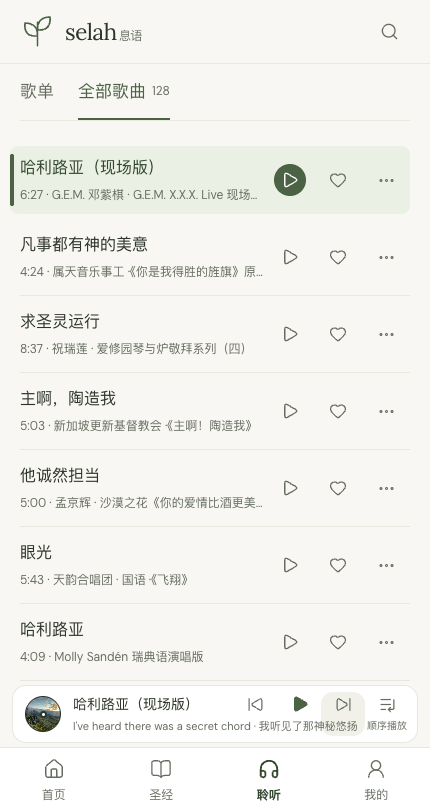 selah 息语
歌单 全部歌曲 128
哈利路亚（现场版）
6:27 · G.E.M. 邓紫棋 · G.E.M. X.X.X. Live 现场...
凡事都有神的美意
4:24 · 属天音乐事工《你是我得胜的旌旗》原...
求圣灵运行
8:37 · 祝瑞莲 · 爱修园琴与炉敬拜系列（四）
主啊，陶造我
5:03 · 新加坡更新基督教会《主啊！陶造我》
他诚然担当
5:00 · 孟京辉 · 沙漠之花《你的爱情比酒更美...
眼光
5:43 · 天韵合唱团 · 国语《飞翔》
哈利路亚
4:09 · Molly Sandén 瑞典语演唱版
哈利路亚（现场版）
I've heard there was a secret chord · 我听见了那神秘悠扬 顺序播放
首页 圣经 聆听 我的